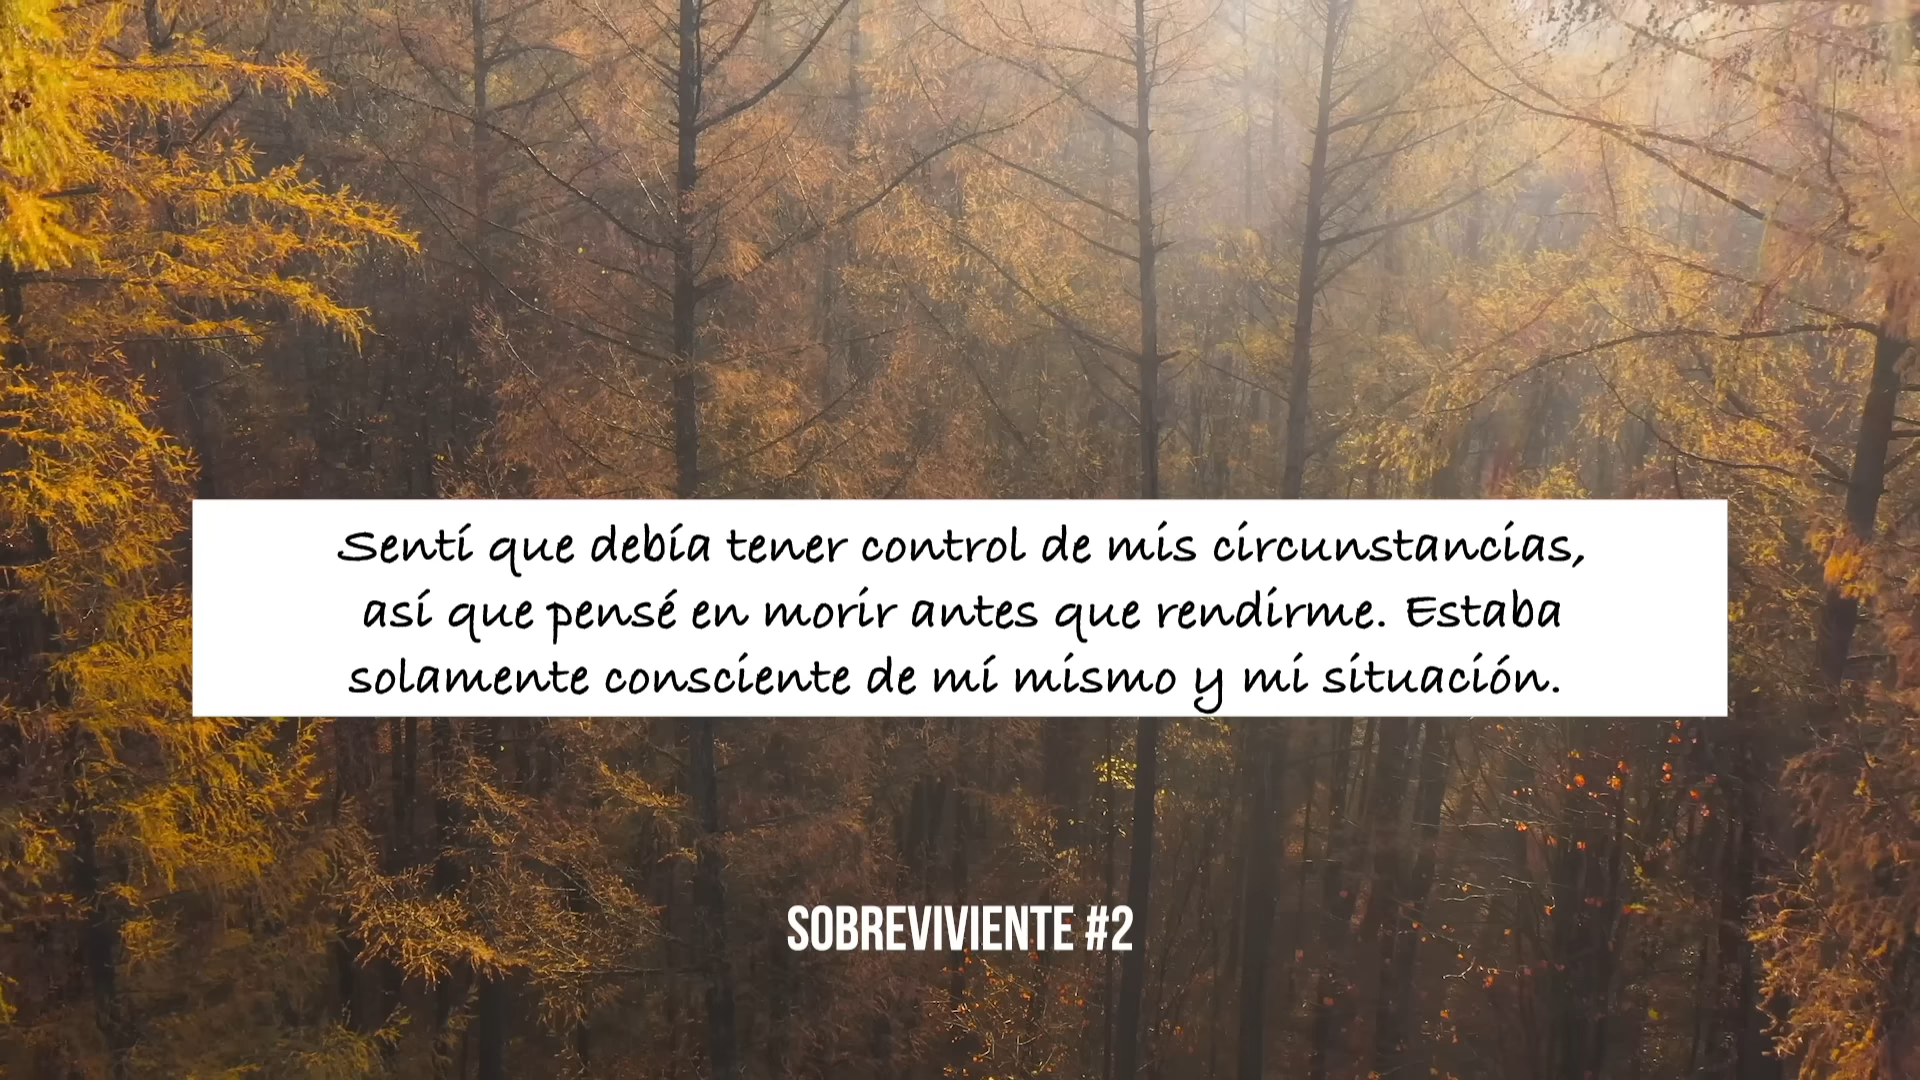 Sentí que debía tener control de mis circunstancias,
así que pensé en morir antes que rendirme. Estaba
solamente consciente de mí mismo y mi situación.
SOBREVIVIENTE #2